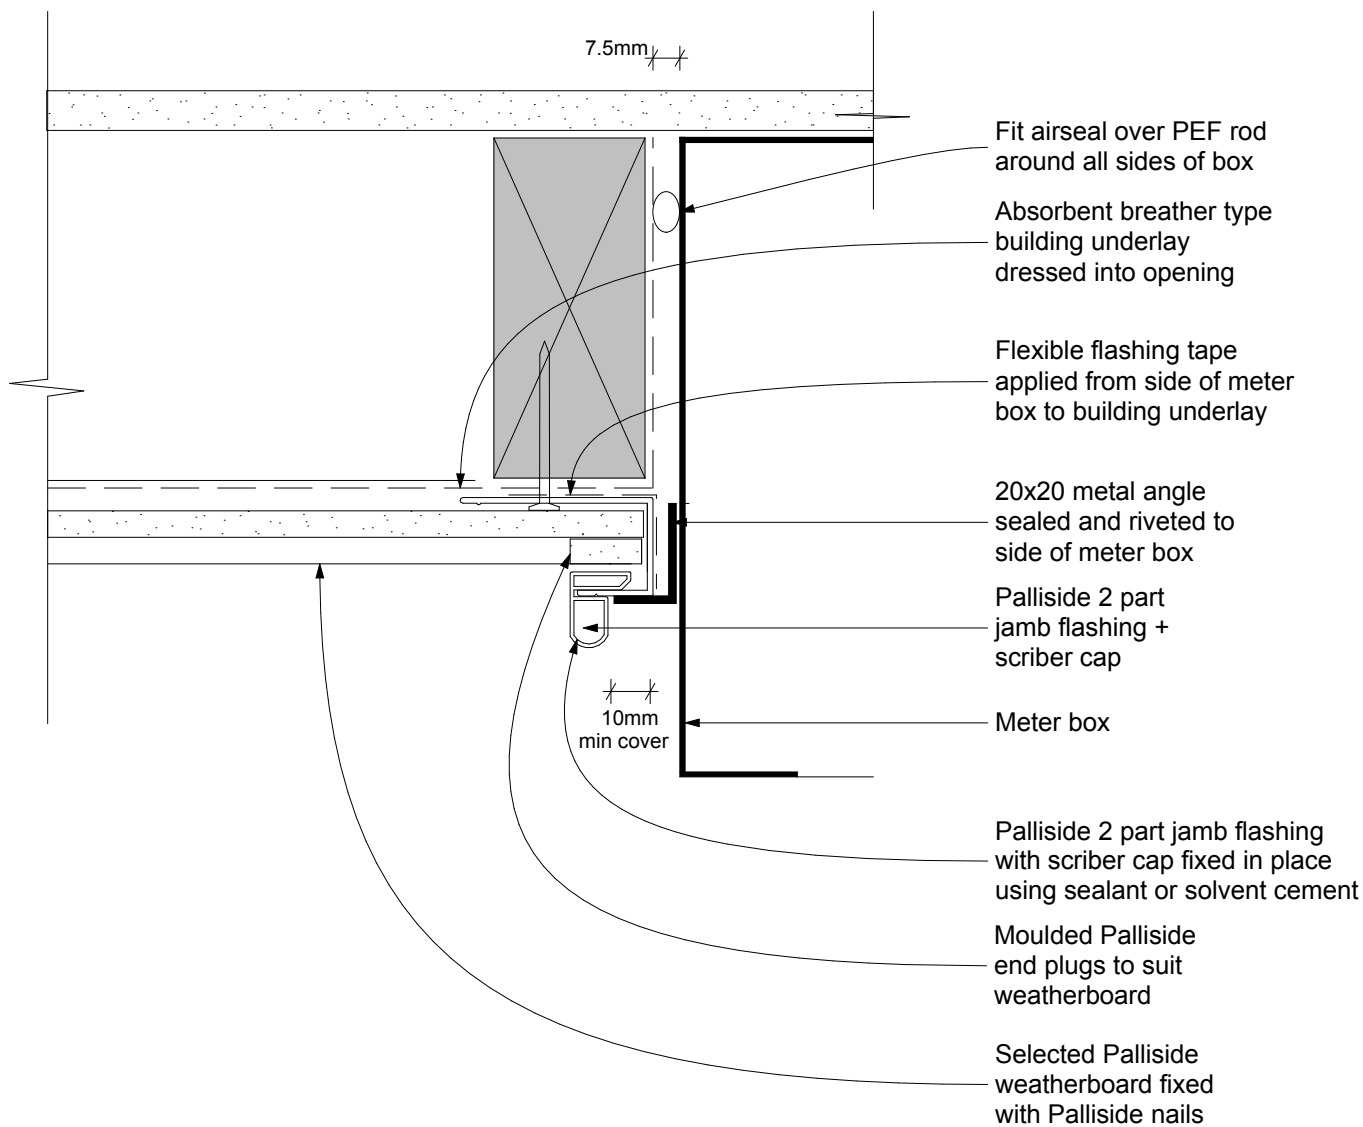 7.5mm
Fit airseal over PEF rod
around all sides of box
Absorbent breather type
building underlay
dressed into opening
Flexible flashing tape
applied from side of meter
box to building underlay
20x20 metal angle
sealed and riveted to
side of meter box
Palliside 2 part
jamb flashing +
scriber cap
10mm
min cover
Meter box
Palliside 2 part jamb flashing
with scriber cap fixed in place
using sealant or solvent cement
Moulded Palliside
end plugs to suit
weatherboard
Selected Palliside
weatherboard fixed
with Palliside nails